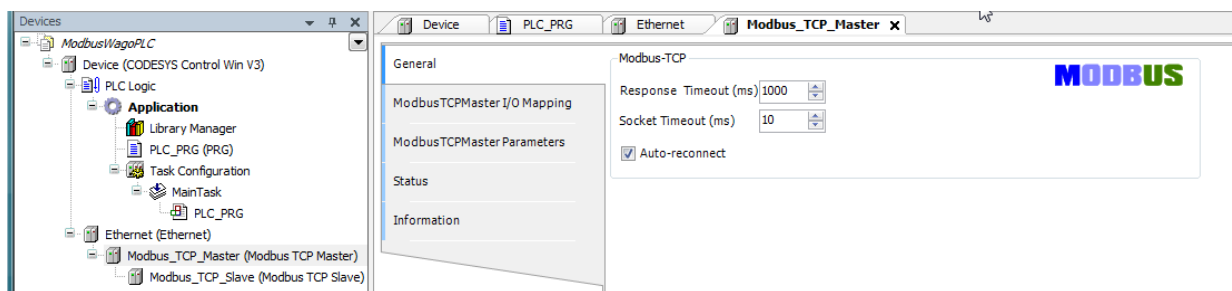 Devices
ModbusWagoPLC
Device (CODESYS Control Win V3)
PLC Logic
Application
Library Manager
PLC_PRG (PRG)
Task Configuration
MainTask
PLC_PRG
Ethernet (Ethernet)
Modbus_TCP_Master (Modbus TCP Master)
Modbus_TCP_Slave (Modbus TCP Slave)
Device PLC_PRG Ethernet Modbus_TCP_Master X
General
ModbusTCPMaster I/O Mapping
ModbusTCPMaster Parameters
Status
Information
Modbus-TCP
MODBUS
Response Timeout (ms) 1000
Socket Timeout (ms) 10
Auto-reconnect